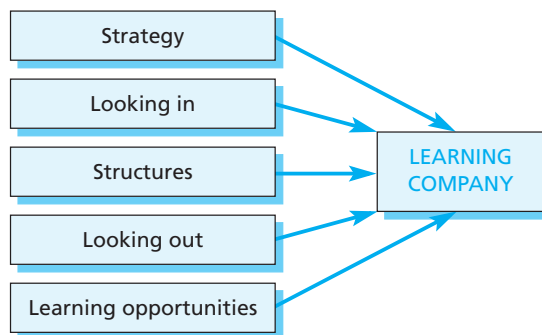 Strategy
Looking in
Structures
Looking out
Learning opportunities
LEARNING
COMPANY